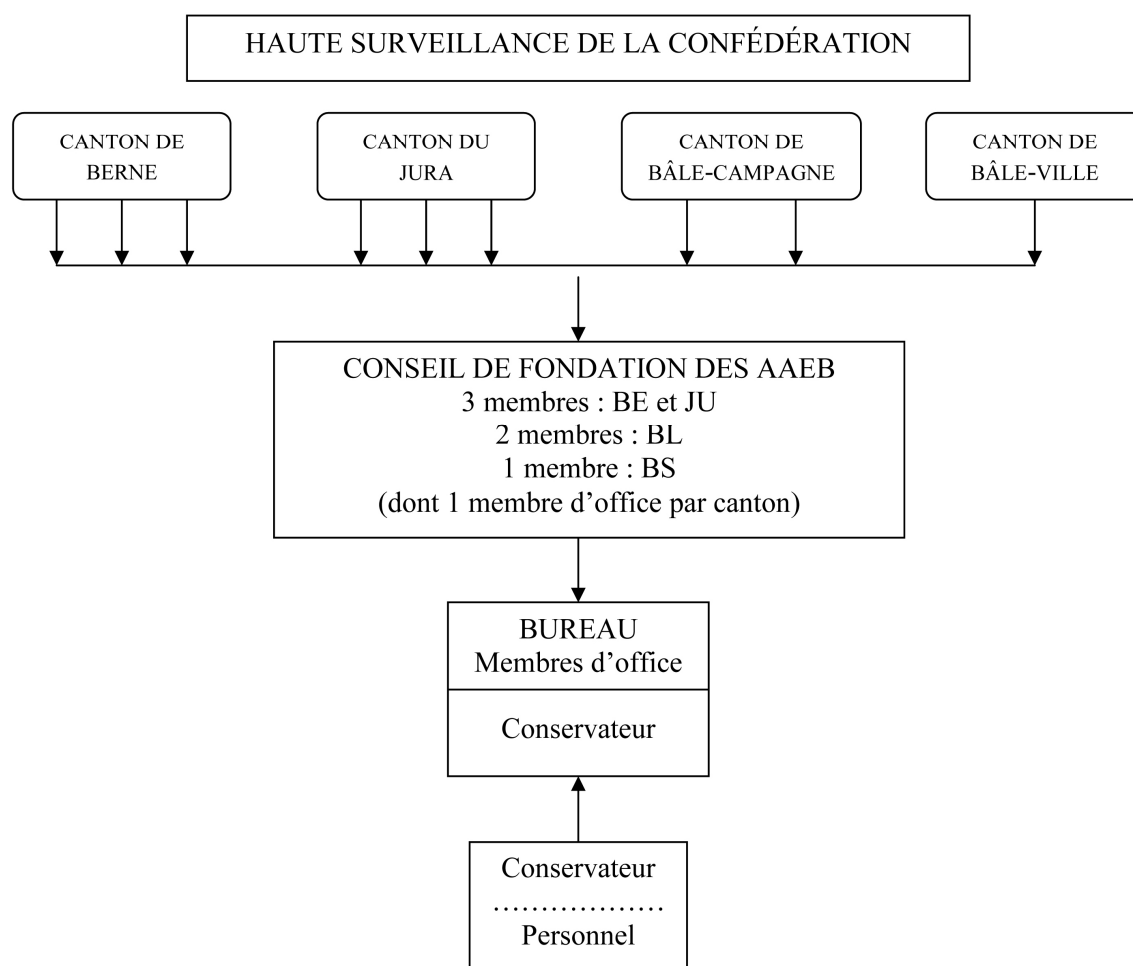 HAUTE SURVEILLANCE DE LA CONFÉDÉRATION
CANTON DE
BERNE
CANTON DU
JURA
CANTON DE
BÂLE-CAMPAGNE
CANTON DE
BÂLE-VILLE
CONSEIL DE FONDATION DES AAEB
3 membres : BE et JU
2 membres : BL
1 membre : BS
(dont 1 membre d’office par canton)
BUREAU
Membres d’office
Conservateur
Conservateur
………………
Personnel